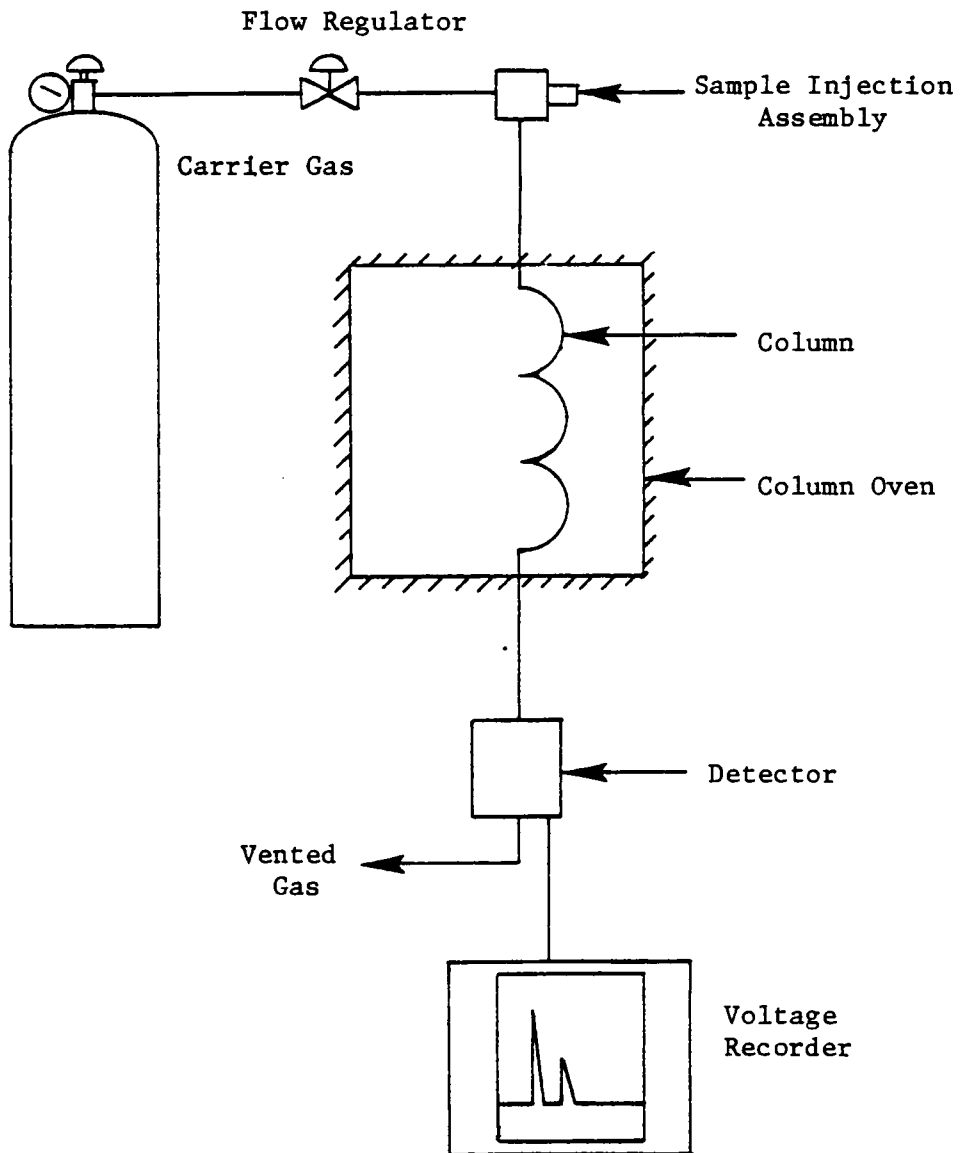 Flow Regulator
Sample Injection
Assembly
Carrier Gas
Column
Column Oven
Detector
Vented
Gas
Voltage
Recorder